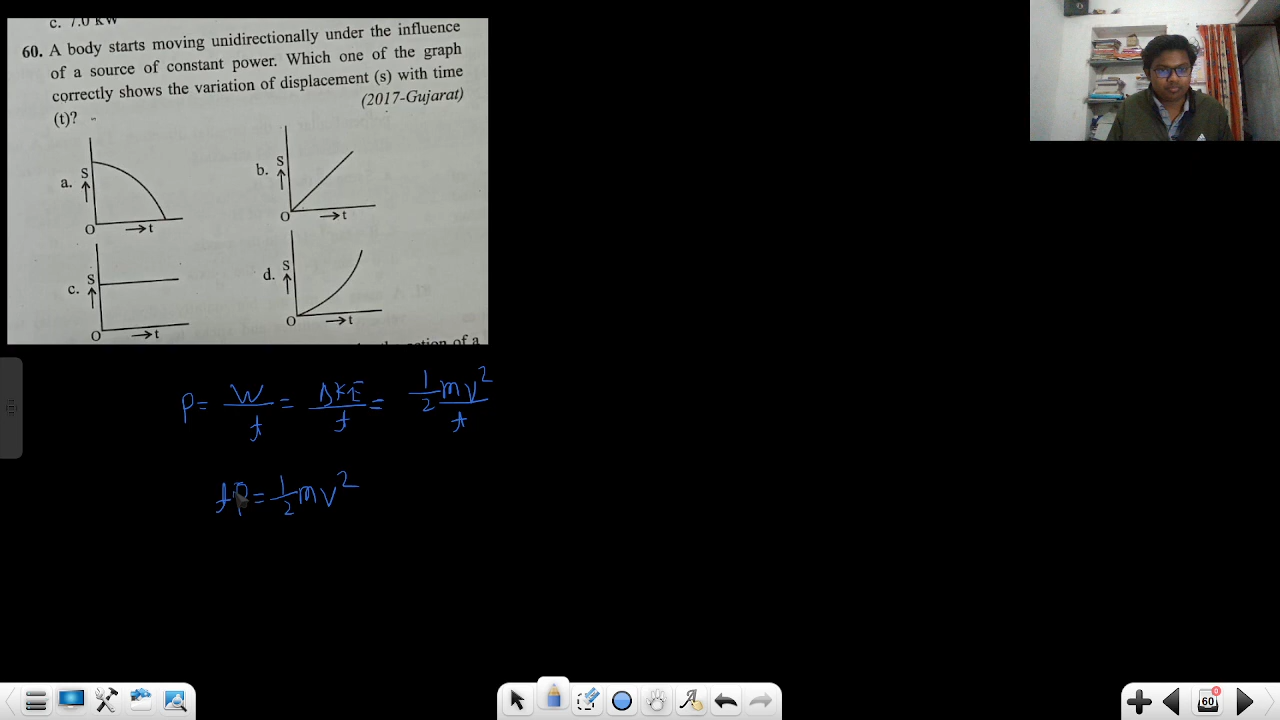 c. 7.0 kW
60. A body starts moving unidirectionally under the influence
of a source of constant power. Which one of the graph
correctly shows the variation of displacement (s) with time
(t)?
(2017-Gujarat)
a. S O t
b. S O t
c. S O t
d. S O t
P = W/t = ΔKE/t = ½mv²/t
tP = ½mv²
60